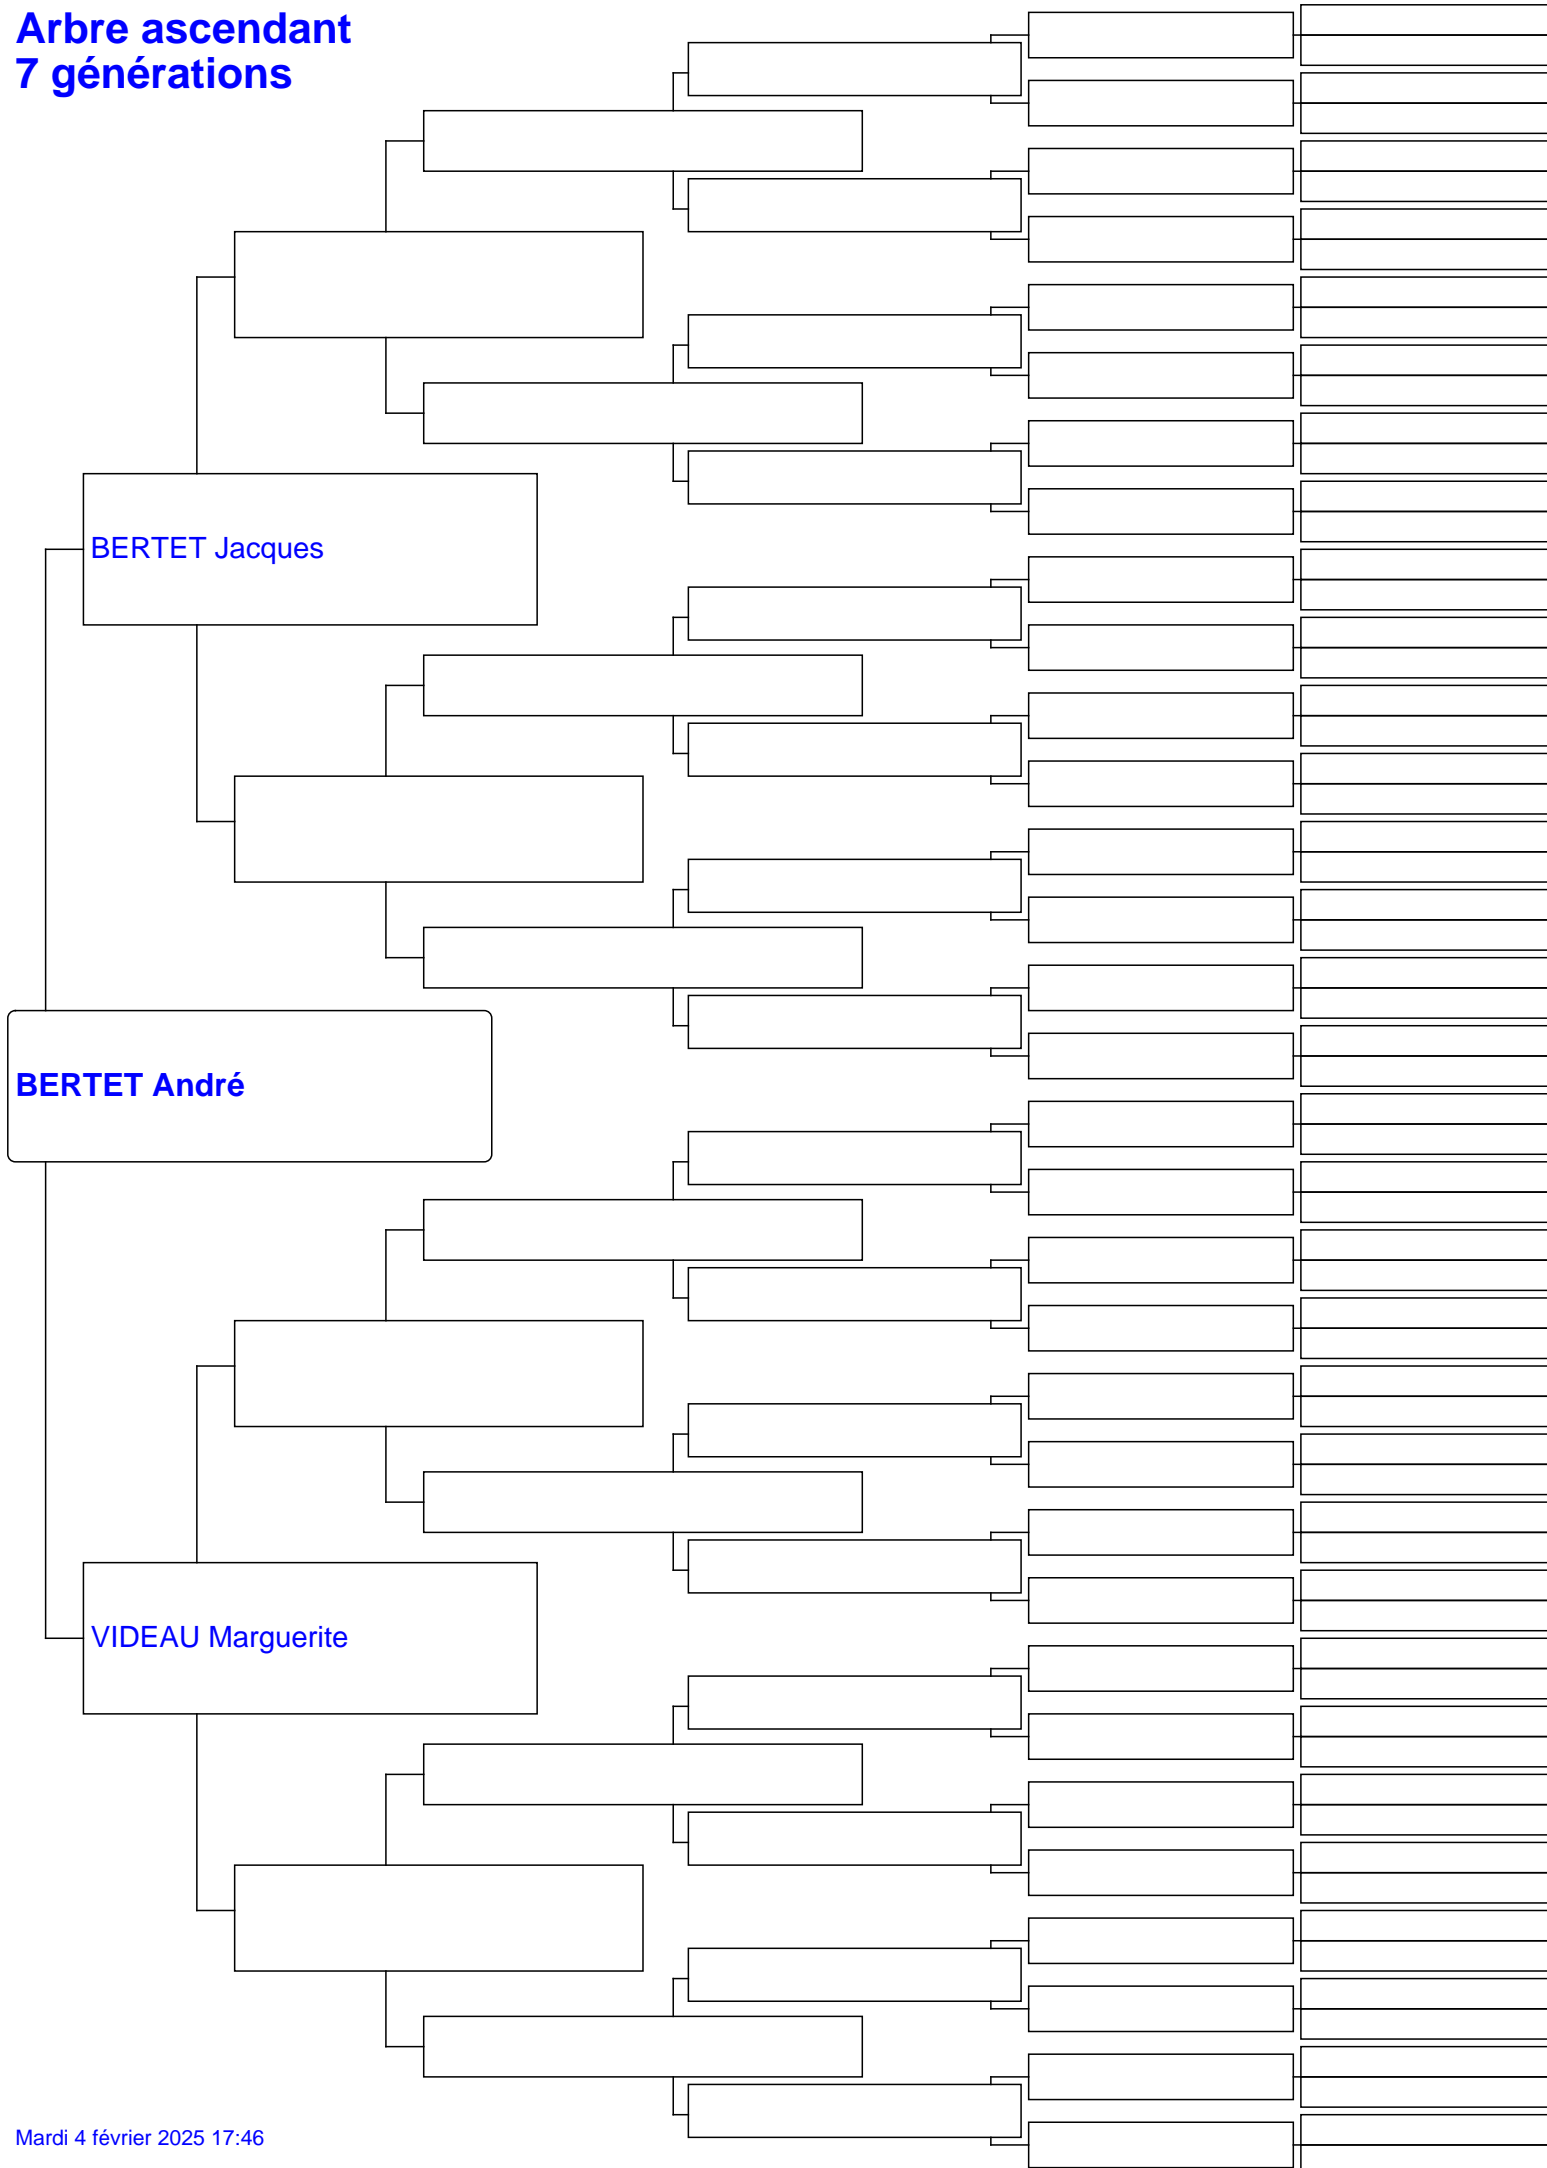 Arbre ascendant
7 générations
BERTET Jacques
BERTET André
VIDEAU Marguerite
Mardi 4 février 2025 17:46